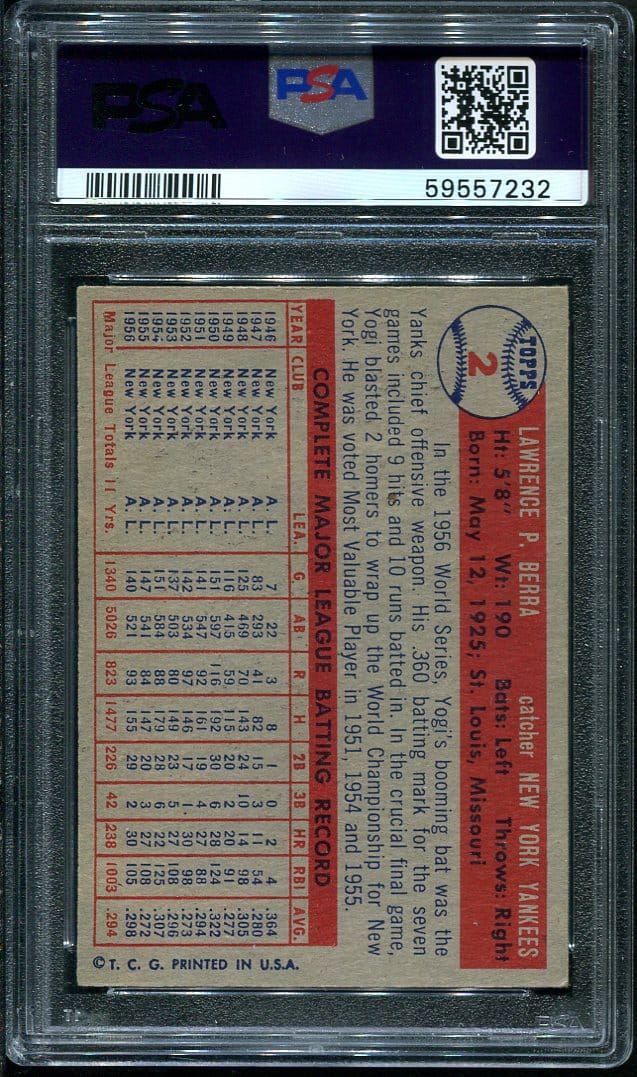 PSA
PSA
59557232
TOPPS
2
LAWRENCE P. BERRA catcher NEW YORK YANKEES
Ht: 5'8" Wt: 190 Bats: Left Throws: Right
Born: May 12, 1925; St. Louis, Missouri
In the 1956 World Series, Yogi's booming bat was the
Yanks chief offensive weapon. His .360 batting mark for the seven
games included 9 hits and 10 runs batted in. In the crucial final game,
Yogi blasted 2 homers to wrap up the World Championship for New
York. He was voted Most Valuable Player in 1951, 1954 and 1955.
COMPLETE MAJOR LEAGUE BATTING RECORD
YEAR CLUB LEA. G AB R H 2B 3B HR RBI AVG.
1946 New York A. L. 7 22 3 8 1 0 2 4 .364
1947 New York A. L. 83 293 41 82 15 3 11 54 .280
1948 New York A. L. 125 469 70 143 24 10 14 98 .305
1949 New York A. L. 116 415 59 115 20 2 20 91 .277
1950 New York A. L. 151 597 116 192 30 6 28 124 .322
1951 New York A. L. 141 547 92 161 19 4 27 88 .294
1952 New York A. L. 142 534 97 146 17 1 30 98 .273
1953 New York A. L. 137 503 80 149 23 5 27 108 .296
1954 New York A. L. 151 584 88 179 28 6 22 125 .307
1955 New York A. L. 147 541 84 147 20 3 27 108 .272
1956 New York A. L. 140 521 93 155 29 2 30 105 .298
Major League Totals 11 Yrs. 1340 5026 823 1477 226 42 238 1003 .294
© T. C. G. PRINTED IN U.S.A.
PSA